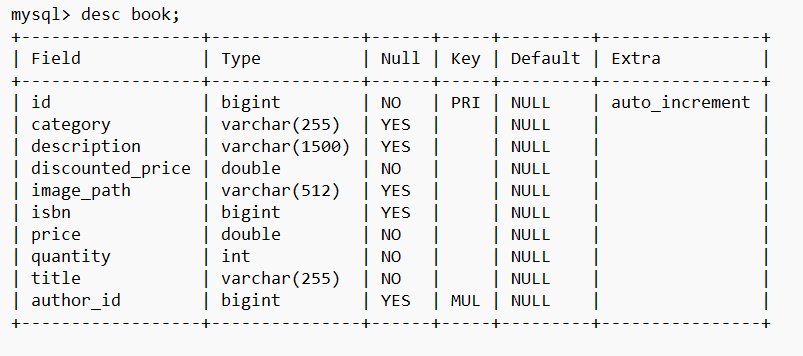 mysql> desc book;
+------------------+---------------+------+-----+---------+----------------+
| Field            | Type          | Null | Key | Default | Extra          |
+------------------+---------------+------+-----+---------+----------------+
| id               | bigint        | NO   | PRI | NULL    | auto_increment |
| category         | varchar(255)  | YES  |     | NULL    |                |
| description      | varchar(1500) | YES  |     | NULL    |                |
| discounted_price | double        | NO   |     | NULL    |                |
| image_path       | varchar(512)  | YES  |     | NULL    |                |
| isbn             | bigint        | YES  |     | NULL    |                |
| price            | double        | NO   |     | NULL    |                |
| quantity         | int           | NO   |     | NULL    |                |
| title            | varchar(255)  | NO   |     | NULL    |                |
| author_id        | bigint        | YES  | MUL | NULL    |                |
+------------------+---------------+------+-----+---------+----------------+